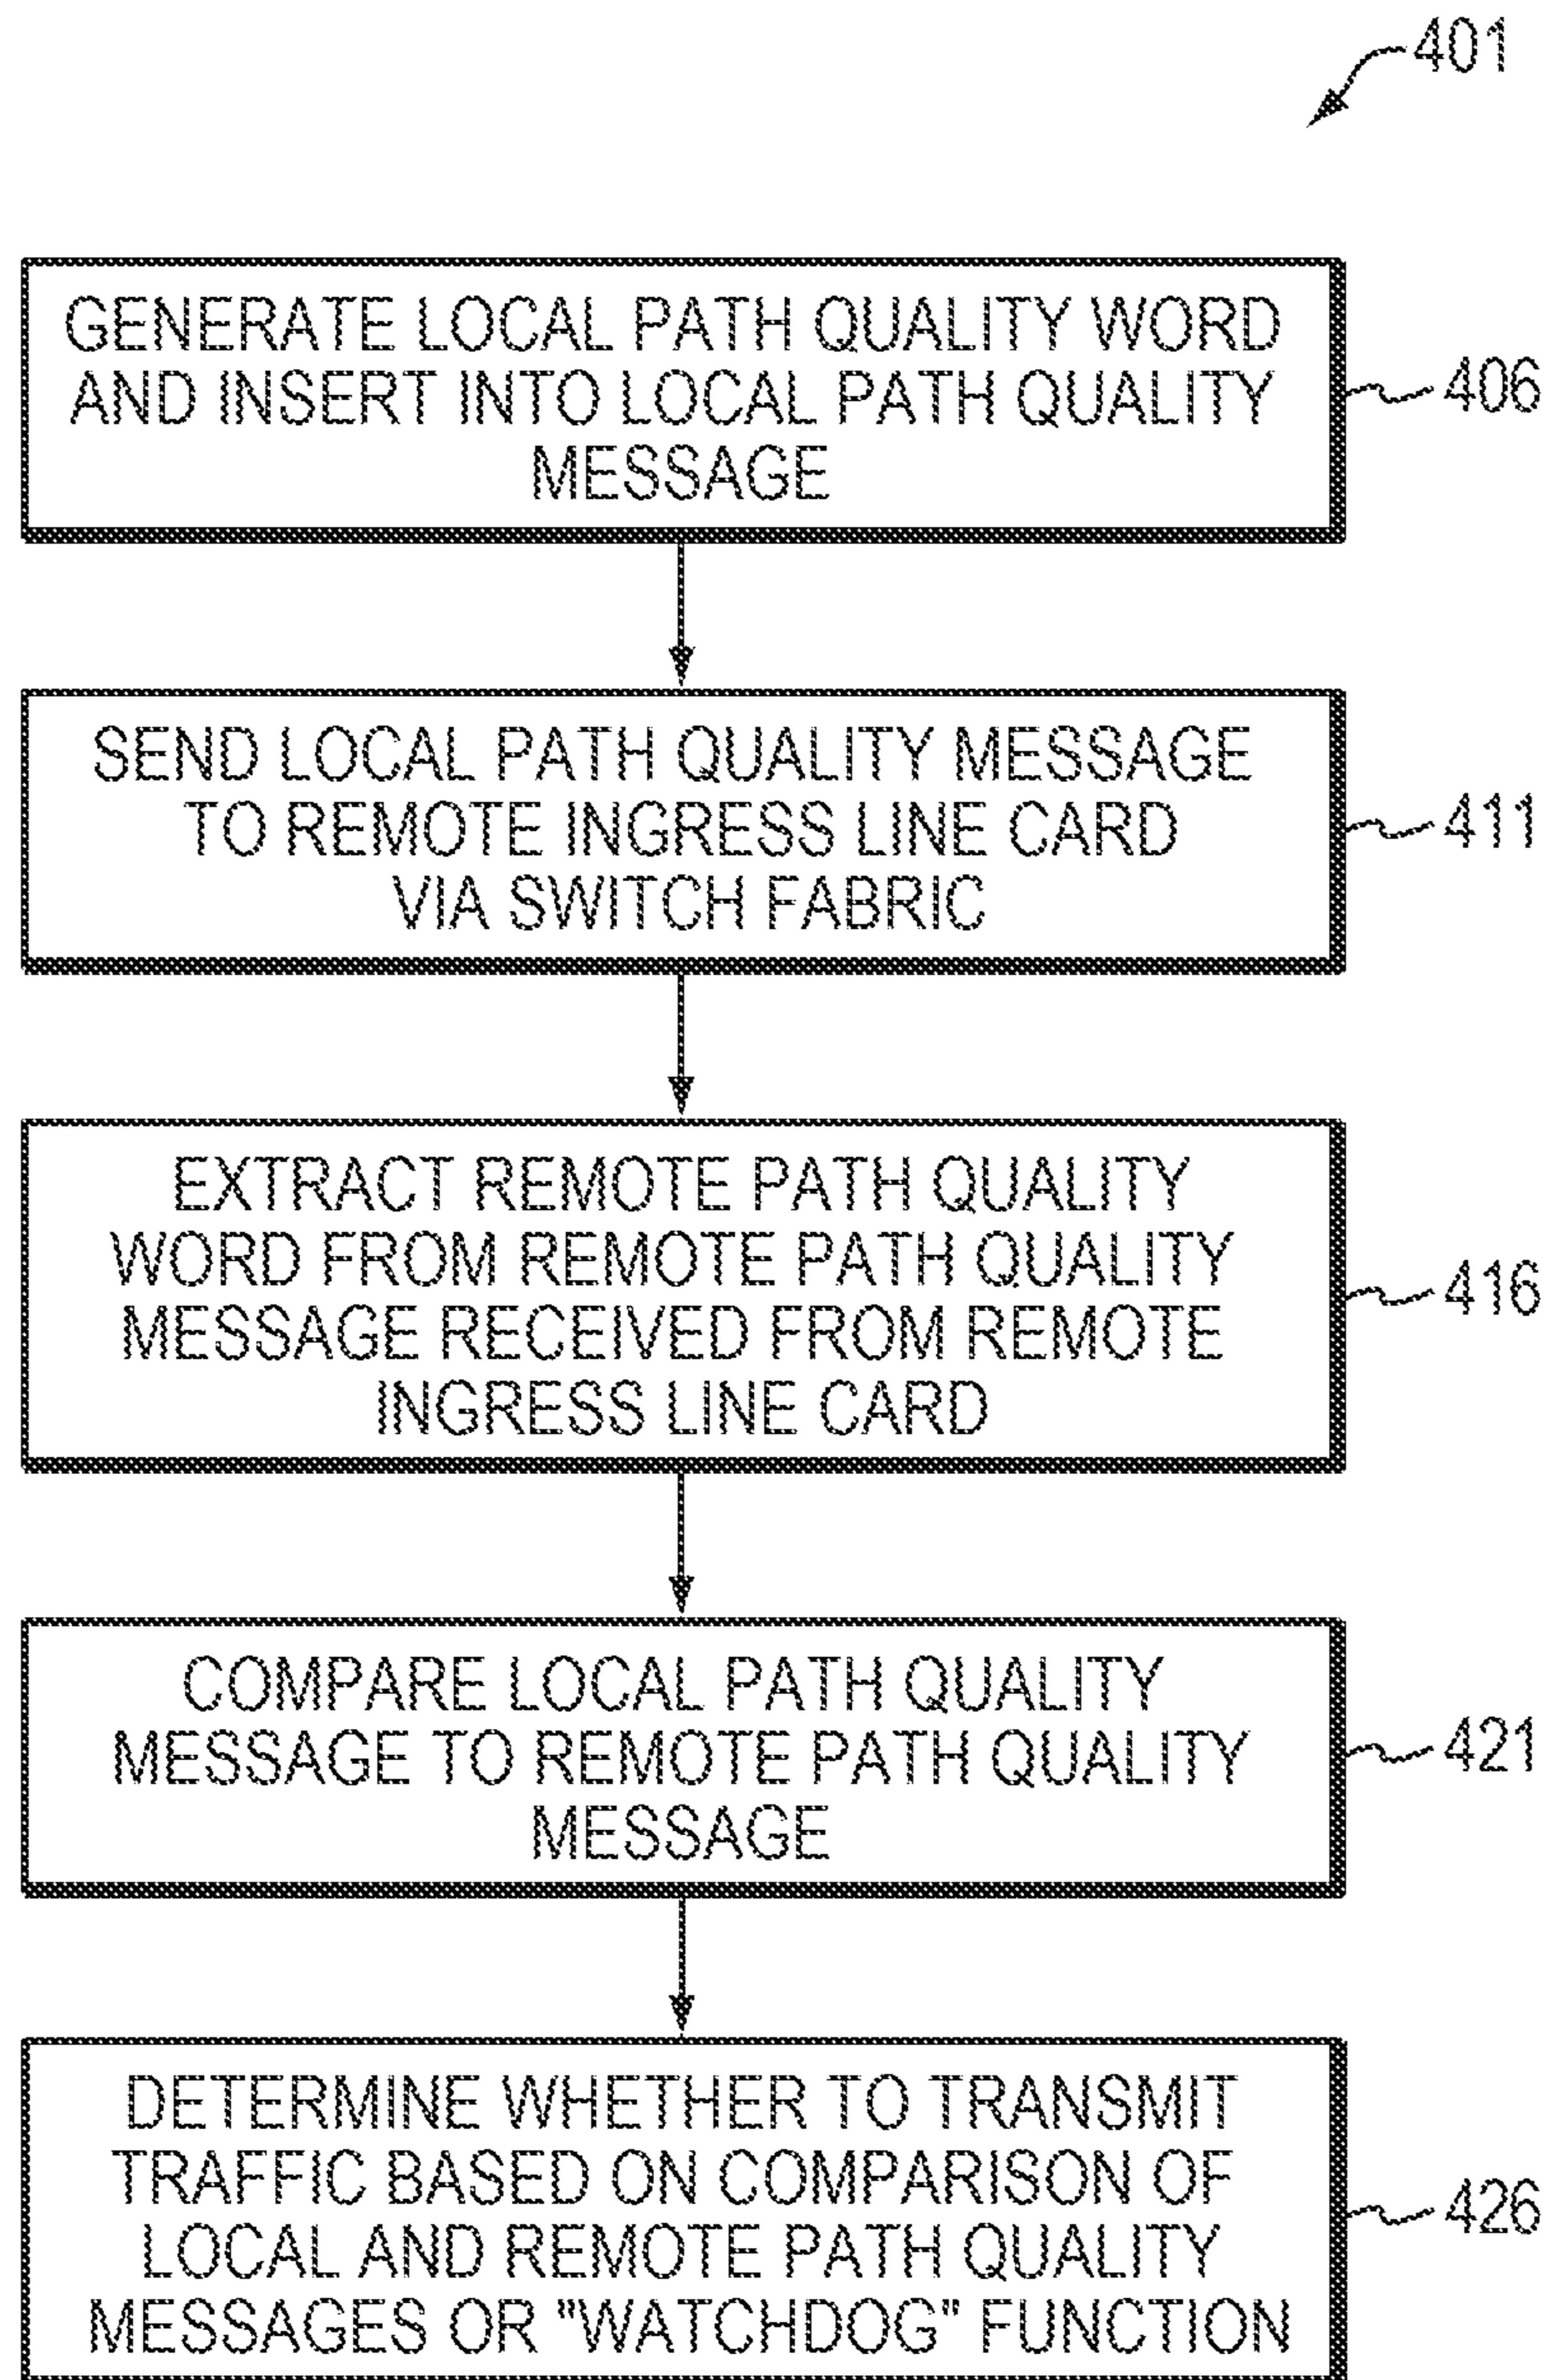 401
GENERATE LOCAL PATH QUALITY WORD
AND INSERT INTO LOCAL PATH QUALITY
MESSAGE
406
SEND LOCAL PATH QUALITY MESSAGE
TO REMOTE INGRESS LINE CARD
VIA SWITCH FABRIC
411
EXTRACT REMOTE PATH QUALITY
WORD FROM REMOTE PATH QUALITY
MESSAGE RECEIVED FROM REMOTE
INGRESS LINE CARD
416
COMPARE LOCAL PATH QUALITY
MESSAGE TO REMOTE PATH QUALITY
MESSAGE
421
DETERMINE WHETHER TO TRANSMIT
TRAFFIC BASED ON COMPARISON OF
LOCAL AND REMOTE PATH QUALITY
MESSAGES OR "WATCHDOG" FUNCTION
426